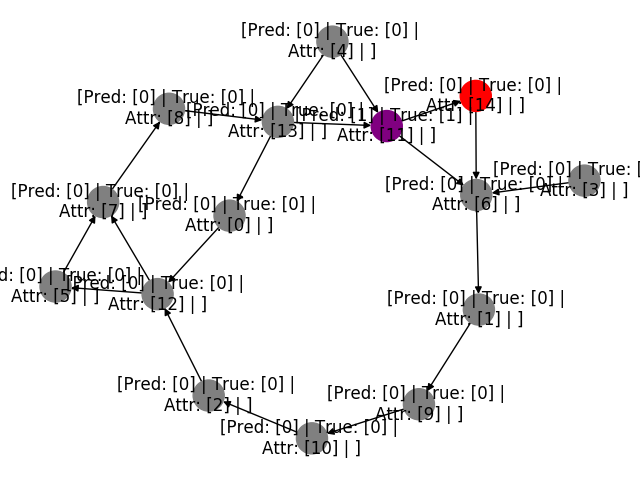 [Pred: [0] | True: [0] |
Attr: [4] | ]
[Pred: [0] | True: [0] |
Attr: [14] | ]
[Pred: [0] | True: [0] |
Attr: [8] | ]
[Pred: [0] | True: [0] |
Attr: [13] | ]
[Pred: [1] | True: [1] |
Attr: [11] | ]
[Pred: [0] | True: [
Attr: [3] | ]
[Pred: [0] | True: [0] |
Attr: [6] | ]
[Pred: [0] | True: [0] |
Attr: [7] | ]
[Pred: [0] | True: [0] |
Attr: [0] | ]
d: [0] | True: [0] |
Attr: [5] | ]
[Pred: [0] | True: [0] |
Attr: [12] | ]
[Pred: [0] | True: [0] |
Attr: [1] | ]
[Pred: [0] | True: [0] |
Attr: [2] | ]
[Pred: [0] | True: [0] |
Attr: [9] | ]
[Pred: [0] | True: [0] |
Attr: [10] | ]